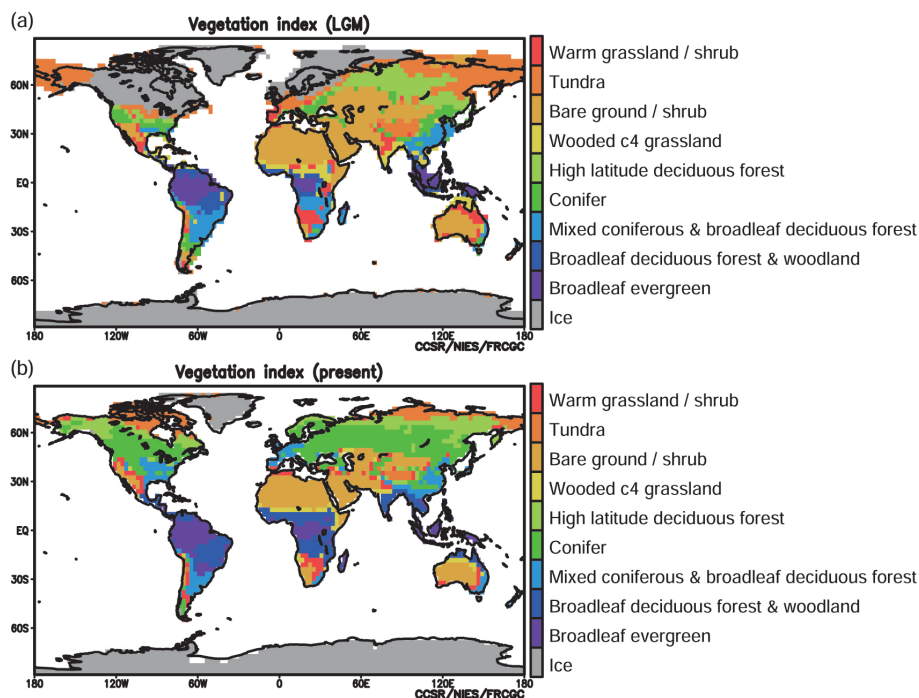 (a)
Vegetation index (LGM)
60N
30N
EQ
30S
60S
180 120W 60W 0 60E 120E 180
CCSR/NIES/FRCGC
Warm grassland / shrub
Tundra
Bare ground / shrub
Wooded c4 grassland
High latitude deciduous forest
Conifer
Mixed coniferous & broadleaf deciduous forest
Broadleaf deciduous forest & woodland
Broadleaf evergreen
Ice
(b)
Vegetation index (present)
60N
30N
EQ
30S
60S
180 120W 60W 0 60E 120E 180
CCSR/NIES/FRCGC
Warm grassland / shrub
Tundra
Bare ground / shrub
Wooded c4 grassland
High latitude deciduous forest
Conifer
Mixed coniferous & broadleaf deciduous forest
Broadleaf deciduous forest & woodland
Broadleaf evergreen
Ice